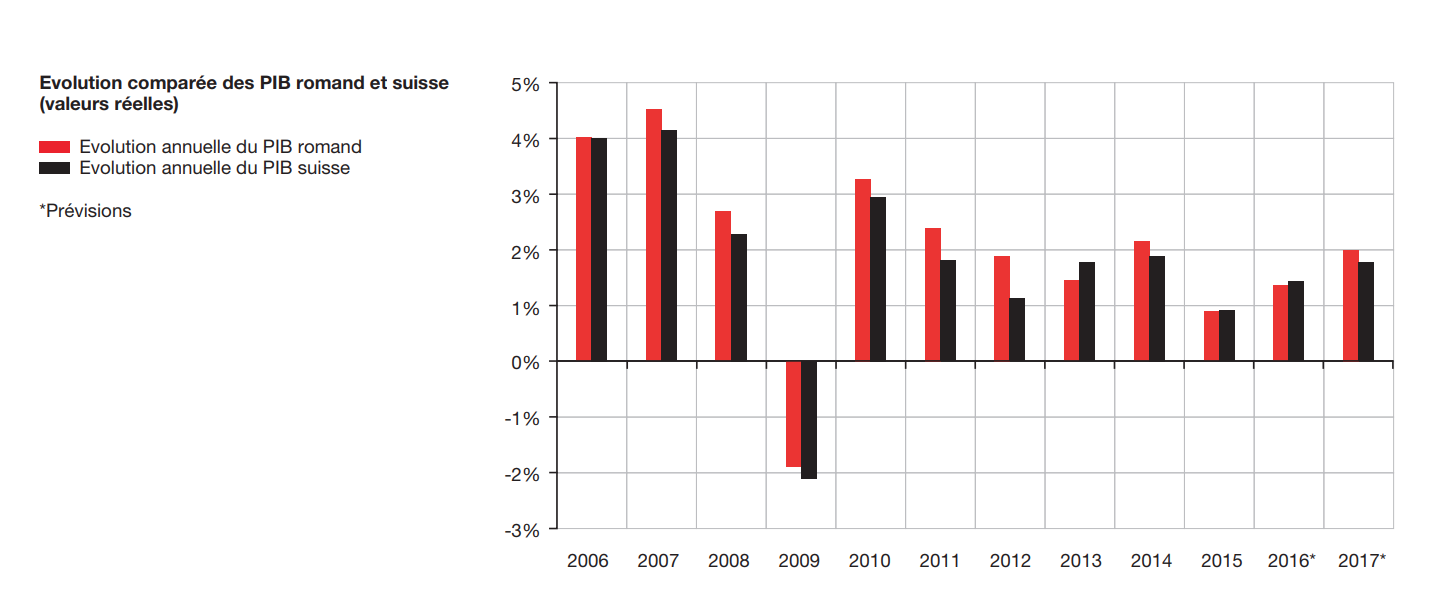 Evolution comparée des PIB romand et suisse
(valeurs réelles)
Evolution annuelle du PIB romand
Evolution annuelle du PIB suisse
*Prévisions
5%
4%
3%
2%
1%
0%
-1%
-2%
-3%
2006 2007 2008 2009 2010 2011 2012 2013 2014 2015 2016* 2017*